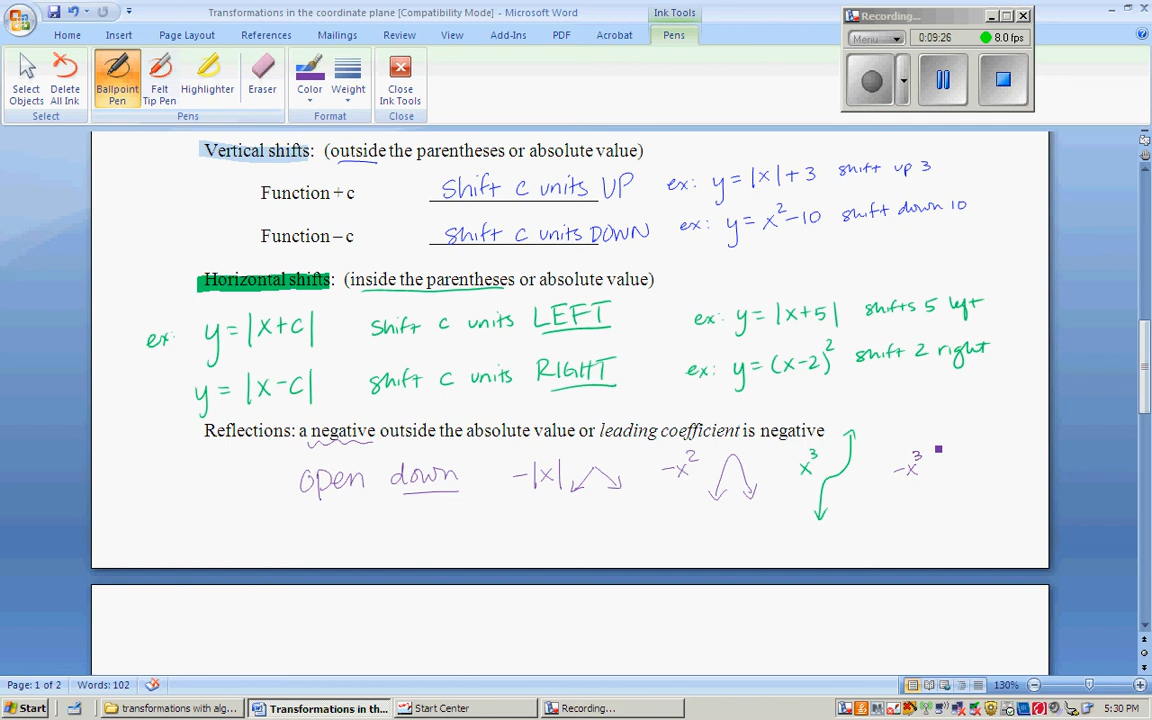 Transformations in the coordinate plane [Compatibility Mode] - Microsoft Word
Ink Tools
Home Insert Page Layout References Mailings Review View Add-Ins PDF Acrobat Pens
Recording...
Menu 0:09:26 8.0 fps
Select Objects Delete All Ink Ballpoint Pen Felt Tip Pen Highlighter Eraser Color Weight Close Ink Tools
Select Pens Format Close
Vertical shifts: (outside the parentheses or absolute value)
Function + c shift c units UP ex: y = |x| + 3 shift up 3
Function – c shift c units DOWN ex: y = x² – 10 shift down 10
Horizontal shifts: (inside the parentheses or absolute value)
ex: y = |x+c| shift c units LEFT ex: y = |x+5| shifts 5 left
y = |x–c| shift c units RIGHT ex: y = (x–2)² shift 2 right
Reflections: a negative outside the absolute value or leading coefficient is negative
open down –|x| –x² x³ –x³
Page: 1 of 2 Words: 102 130%
Start transformations with alg... Transformations in th... Start Center Recording... 5:30 PM